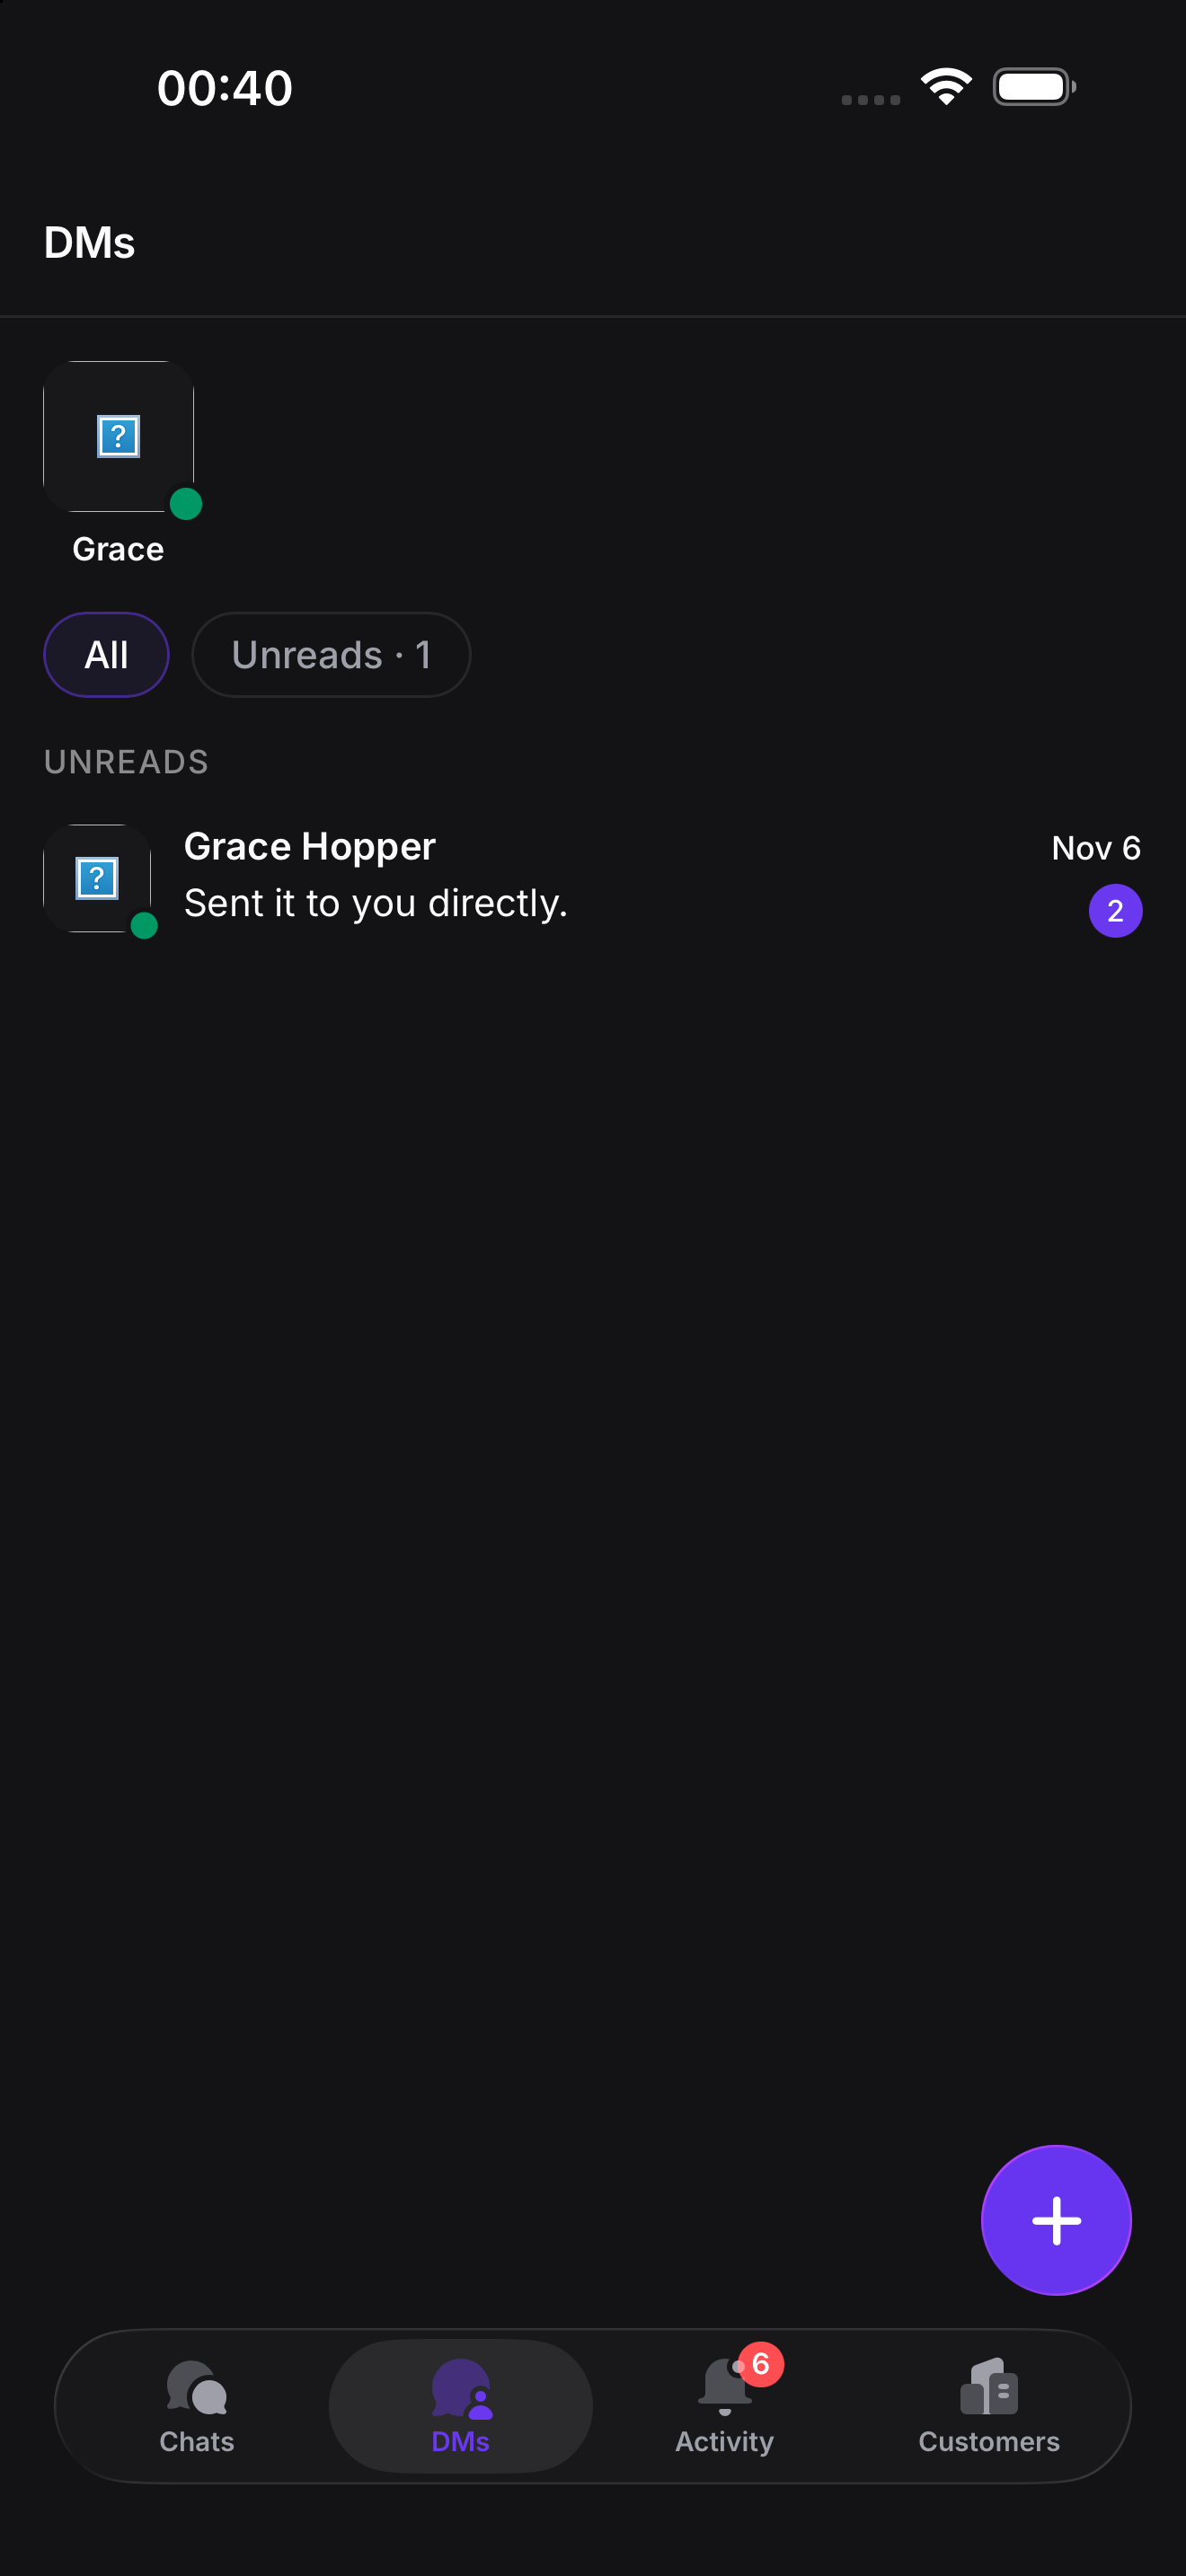 00:40
DMs
?
Grace
All
Unreads · 1
UNREADS
?
Grace Hopper
Nov 6
Sent it to you directly.
2
6
Chats
DMs
Activity
Customers